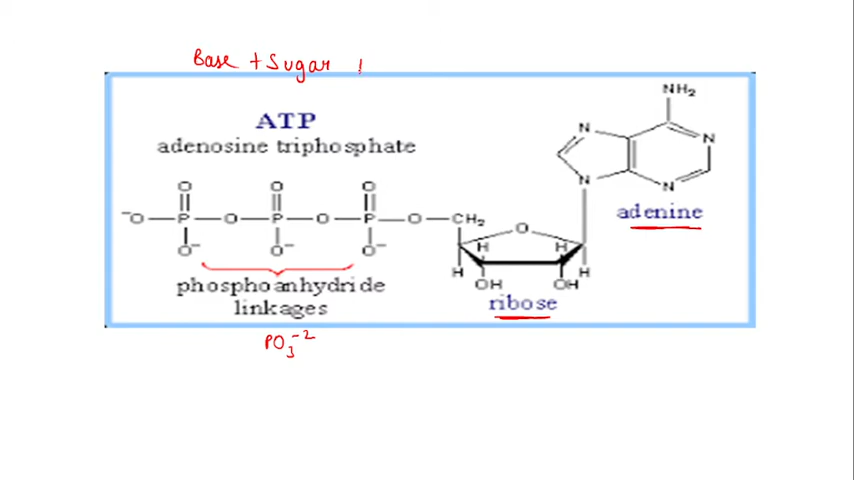 Base + Sugar
ATP
adenosine triphosphate
NH₂
N
N
N
N
adenine
O
O
O
⁻O
P
O
P
O
P
O
CH₂
O
O⁻
O⁻
O⁻
H
H
H
H
OH
OH
phosphoanhydride
linkages
ribose
PO₃⁻²